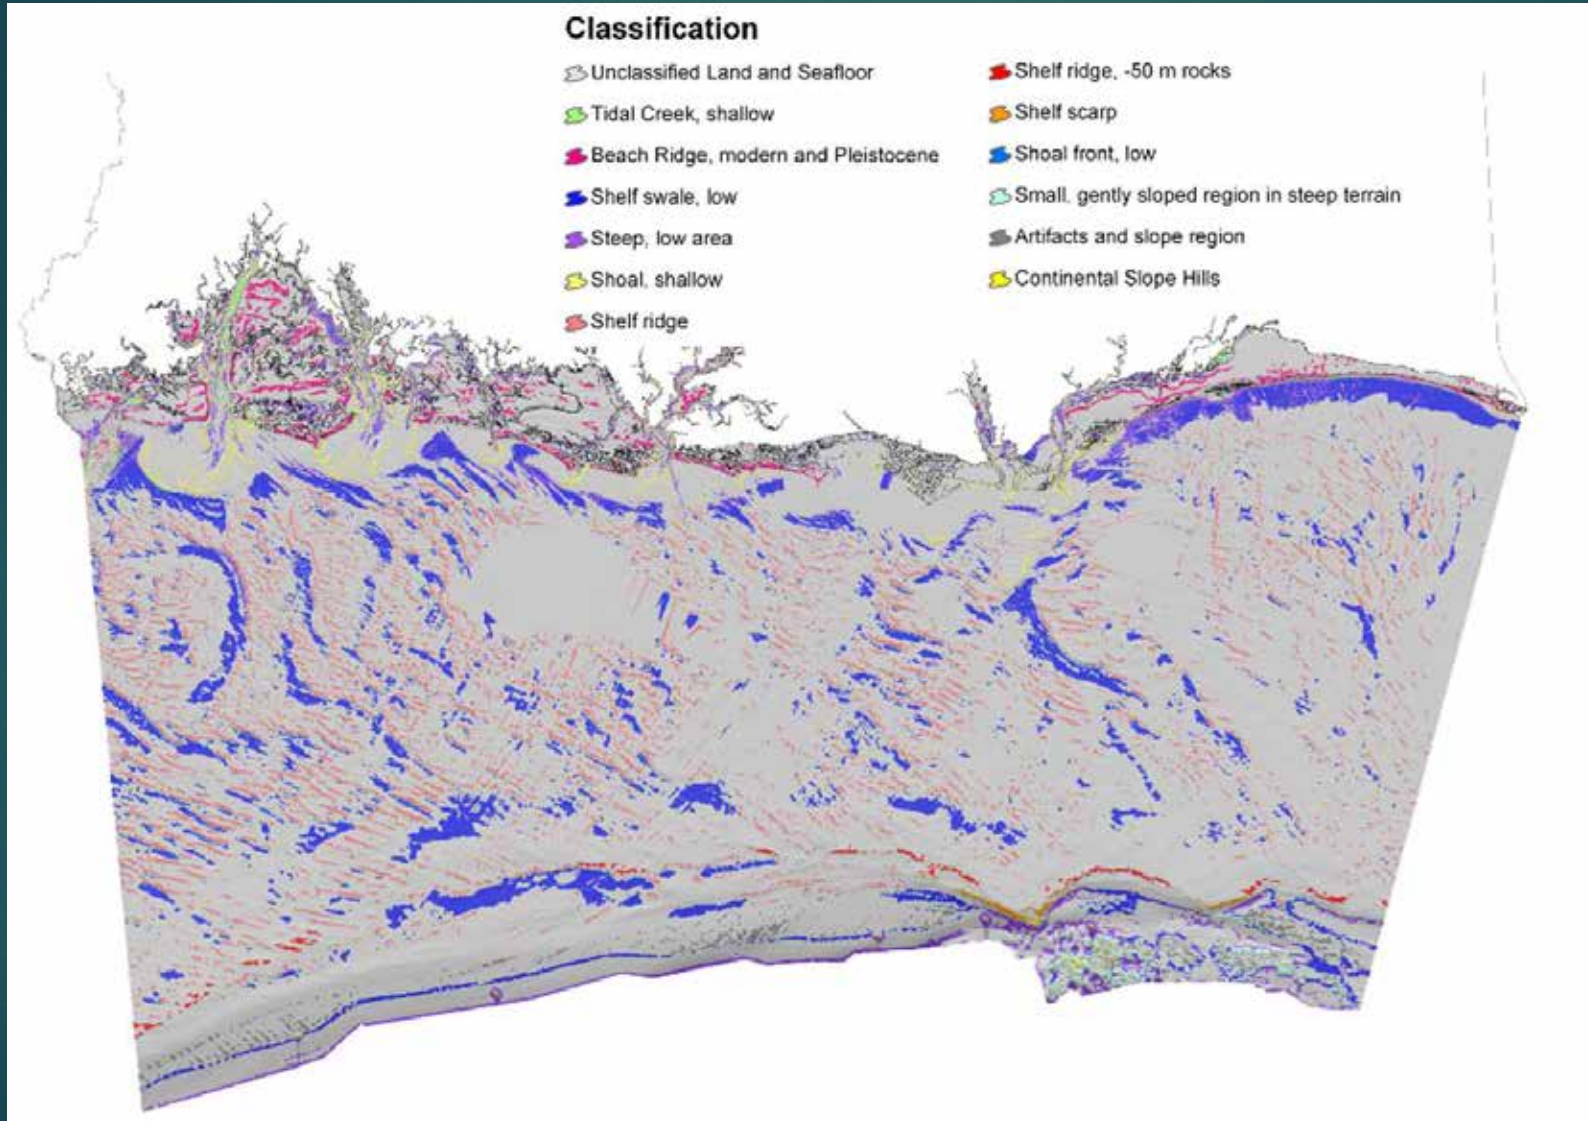 Classification
Unclassified Land and Seafloor
Tidal Creek, shallow
Beach Ridge, modern and Pleistocene
Shelf swale, low
Steep, low area
Shoal, shallow
Shelf ridge
Shelf ridge, -50 m rocks
Shelf scarp
Shoal front, low
Small, gently sloped region in steep terrain
Artifacts and slope region
Continental Slope Hills